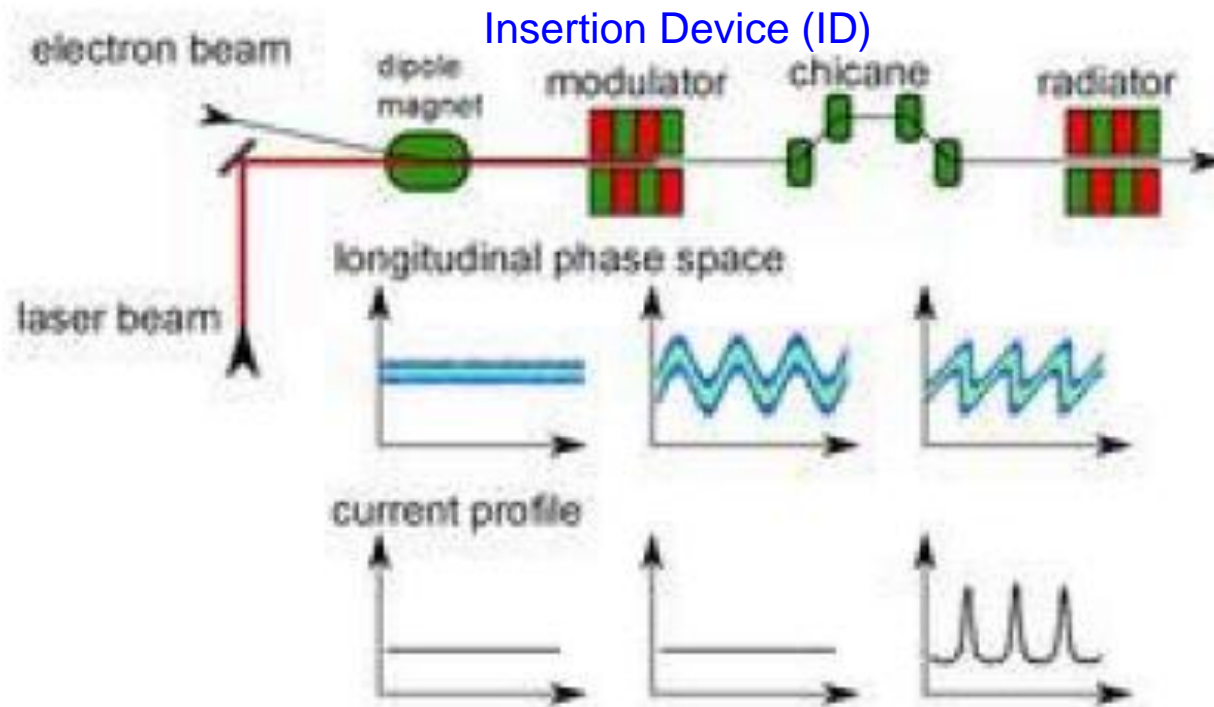 Insertion Device (ID)
electron beam
dipole
magnet
modulator
chicane
radiator
longitudinal phase space
laser beam
current profile